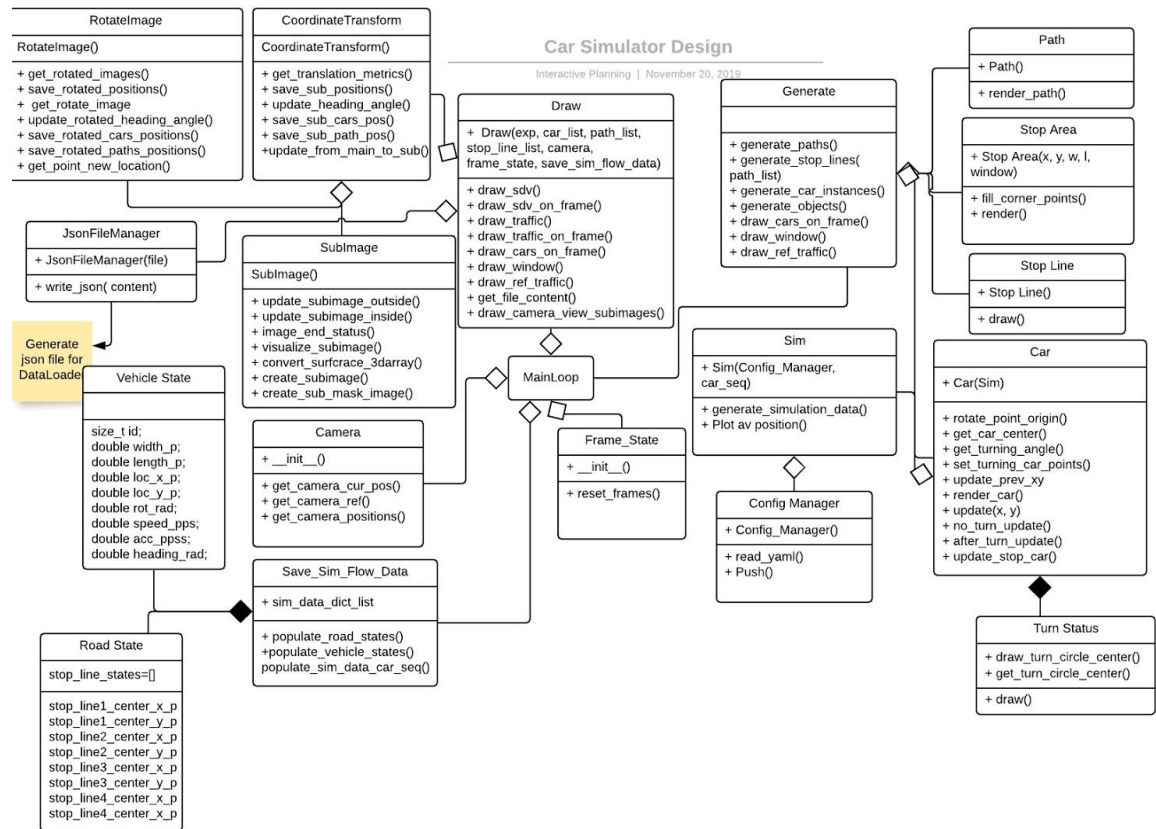 Car Simulator Design
Interactive Planning | November 20, 2019
RotateImage
RotateImage()
+ get_rotated_images()
+ save_rotated_positions()
+ get_rotate_image
+ update_rotated_heading_angle()
+ save_rotated_cars_positions()
+ save_rotated_paths_positions()
+ get_point_new_location()
CoordinateTransform
CoordinateTransform()
+ get_translation_metrics()
+ save_sub_positions()
+ update_heading_angle()
+ save_sub_cars_pos()
+ save_sub_path_pos()
+update_from_main_to_sub()
Draw
+ Draw(exp, car_list, path_list,
stop_line_list, camera,
frame_state, save_sim_flow_data)
+ draw_sdv()
+ draw_sdv_on_frame()
+ draw_traffic()
+ draw_traffic_on_frame()
+ draw_cars_on_frame()
+ draw_window()
+ draw_ref_traffic()
+ get_file_content()
+ draw_camera_view_subimages()
Generate
+ generate_paths()
+ generate_stop_lines(
path_list)
+ generate_car_instances()
+ generate_objects()
+ draw_cars_on_frame()
+ draw_window()
+ draw_ref_traffic()
Path
+ Path()
+ render_path()
Stop Area
+ Stop Area(x, y, w, l,
window)
+ fill_corner_points()
+ render()
Stop Line
+ Stop Line()
+ draw()
JsonFileManager
+ JsonFileManager(file)
+ write_json( content)
Generate
json file for
DataLoade
SubImage
SubImage()
+ update_subimage_outside()
+ update_subimage_inside()
+ image_end_status()
+ visualize_subimage()
+ convert_surfcrace_3darray()
+ create_subimage()
+ create_sub_mask_image()
MainLoop
Sim
+ Sim(Config_Manager,
car_seq)
+ generate_simulation_data()
+ Plot av position()
Car
+ Car(Sim)
+ rotate_point_origin()
+ get_car_center()
+ get_turning_angle()
+ set_turning_car_points()
+ update_prev_xy
+ render_car()
+ update(x, y)
+ no_turn_update()
+ after_turn_update()
+ update_stop_car()
Vehicle State
size_t id;
double width_p;
double length_p;
double loc_x_p;
double loc_y_p;
double rot_rad;
double speed_pps;
double acc_ppss;
double heading_rad;
Camera
+ __init__()
+ get_camera_cur_pos()
+ get_camera_ref()
+ get_camera_positions()
Frame_State
+ __init__()
+ reset_frames()
Config Manager
+ Config_Manager()
+ read_yaml()
+ Push()
Save_Sim_Flow_Data
+ sim_data_dict_list
+ populate_road_states()
+populate_vehicle_states()
populate_sim_data_car_seq()
Turn Status
+ draw_turn_circle_center()
+ get_turn_circle_center()
+ draw()
Road State
stop_line_states=[]
stop_line1_center_x_p
stop_line1_center_y_p
stop_line2_center_x_p
stop_line2_center_y_p
stop_line3_center_x_p
stop_line3_center_y_p
stop_line4_center_x_p
stop_line4_center_x_p